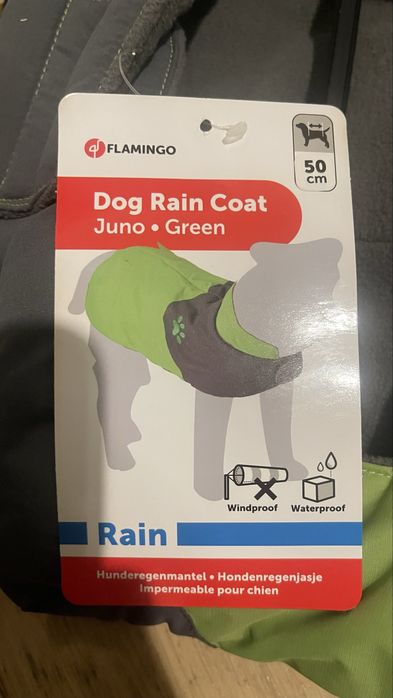 FLAMINGO
50
cm
Dog Rain Coat
Juno • Green
Windproof
Waterproof
Rain
Hunderegenmantel • Hondenregenjasje
Impermeable pour chien